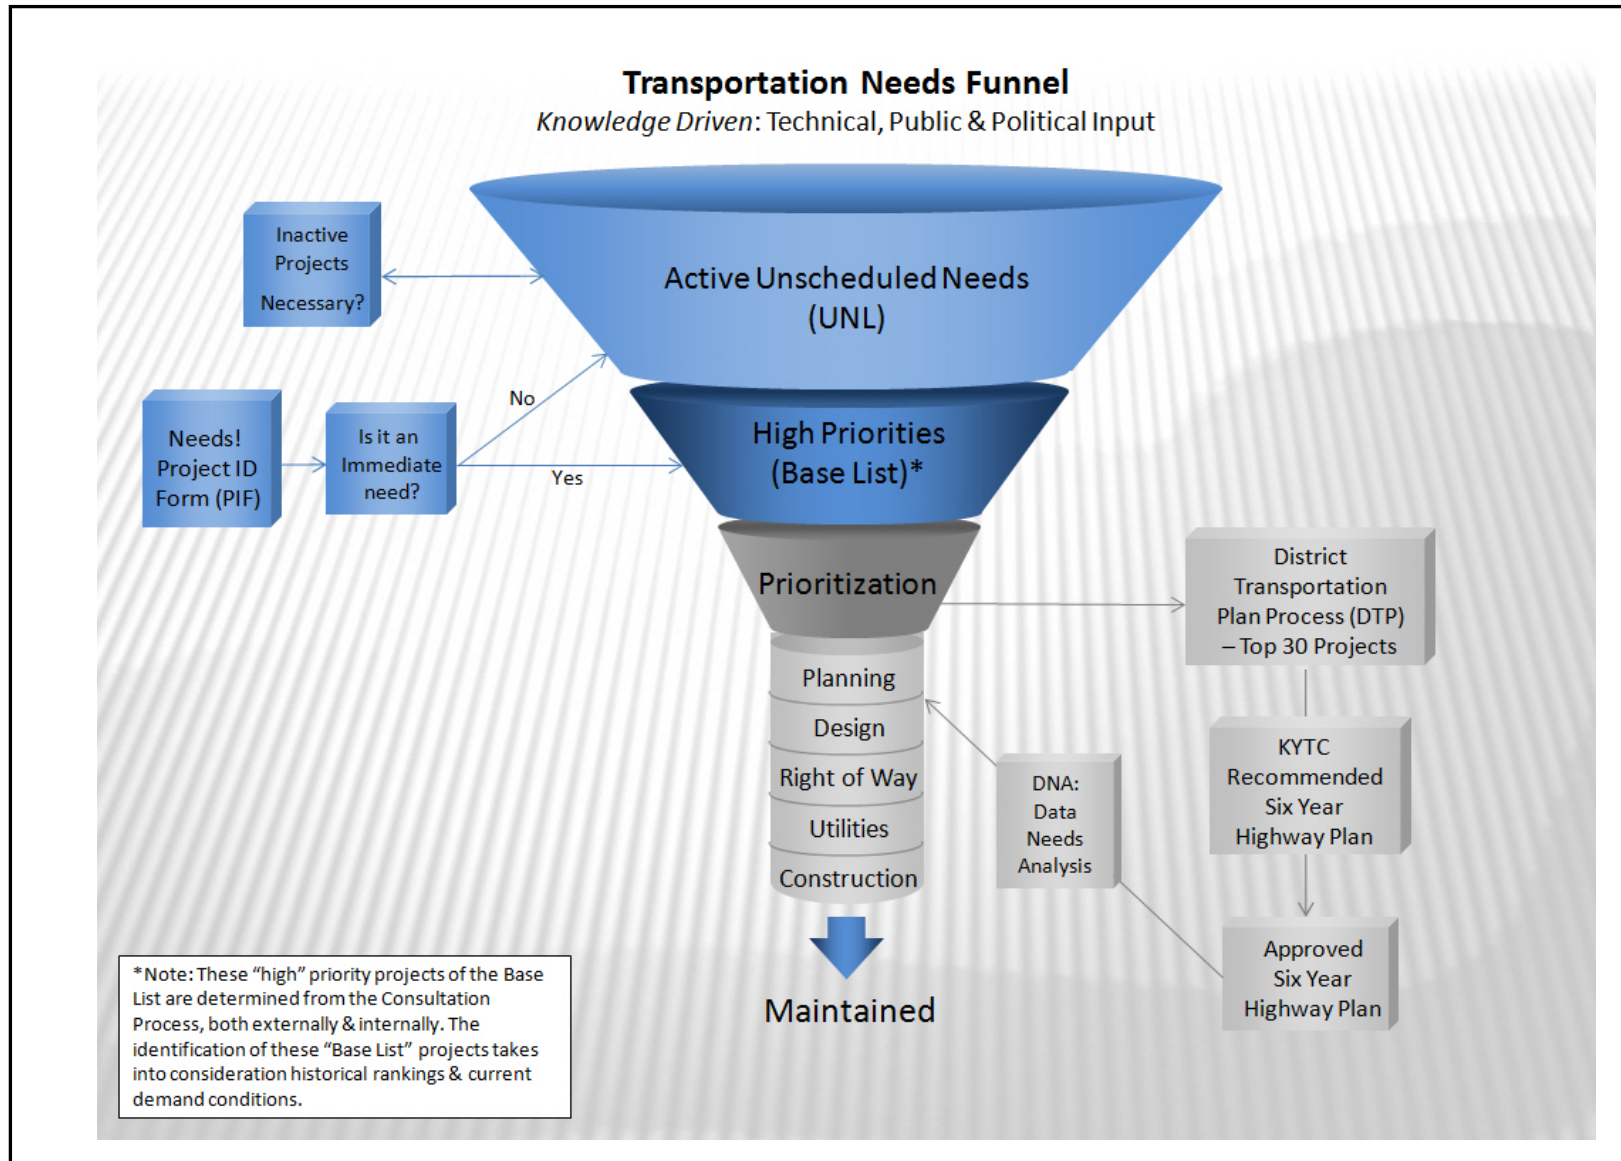 Transportation Needs Funnel
Knowledge Driven: Technical, Public & Political Input
Inactive
Projects
Necessary?
Active Unscheduled Needs
(UNL)
Needs!
Project ID
Form (PIF)
Is it an
Immediate
need?
No
Yes
High Priorities
(Base List)*
Prioritization
Planning
Design
Right of Way
Utilities
Construction
Maintained
District
Transportation
Plan Process (DTP)
– Top 30 Projects
KYTC
Recommended
Six Year
Highway Plan
Approved
Six Year
Highway Plan
DNA:
Data
Needs
Analysis
*Note: These “high” priority projects of the Base
List are determined from the Consultation
Process, both externally & internally. The
identification of these “Base List” projects takes
into consideration historical rankings & current
demand conditions.